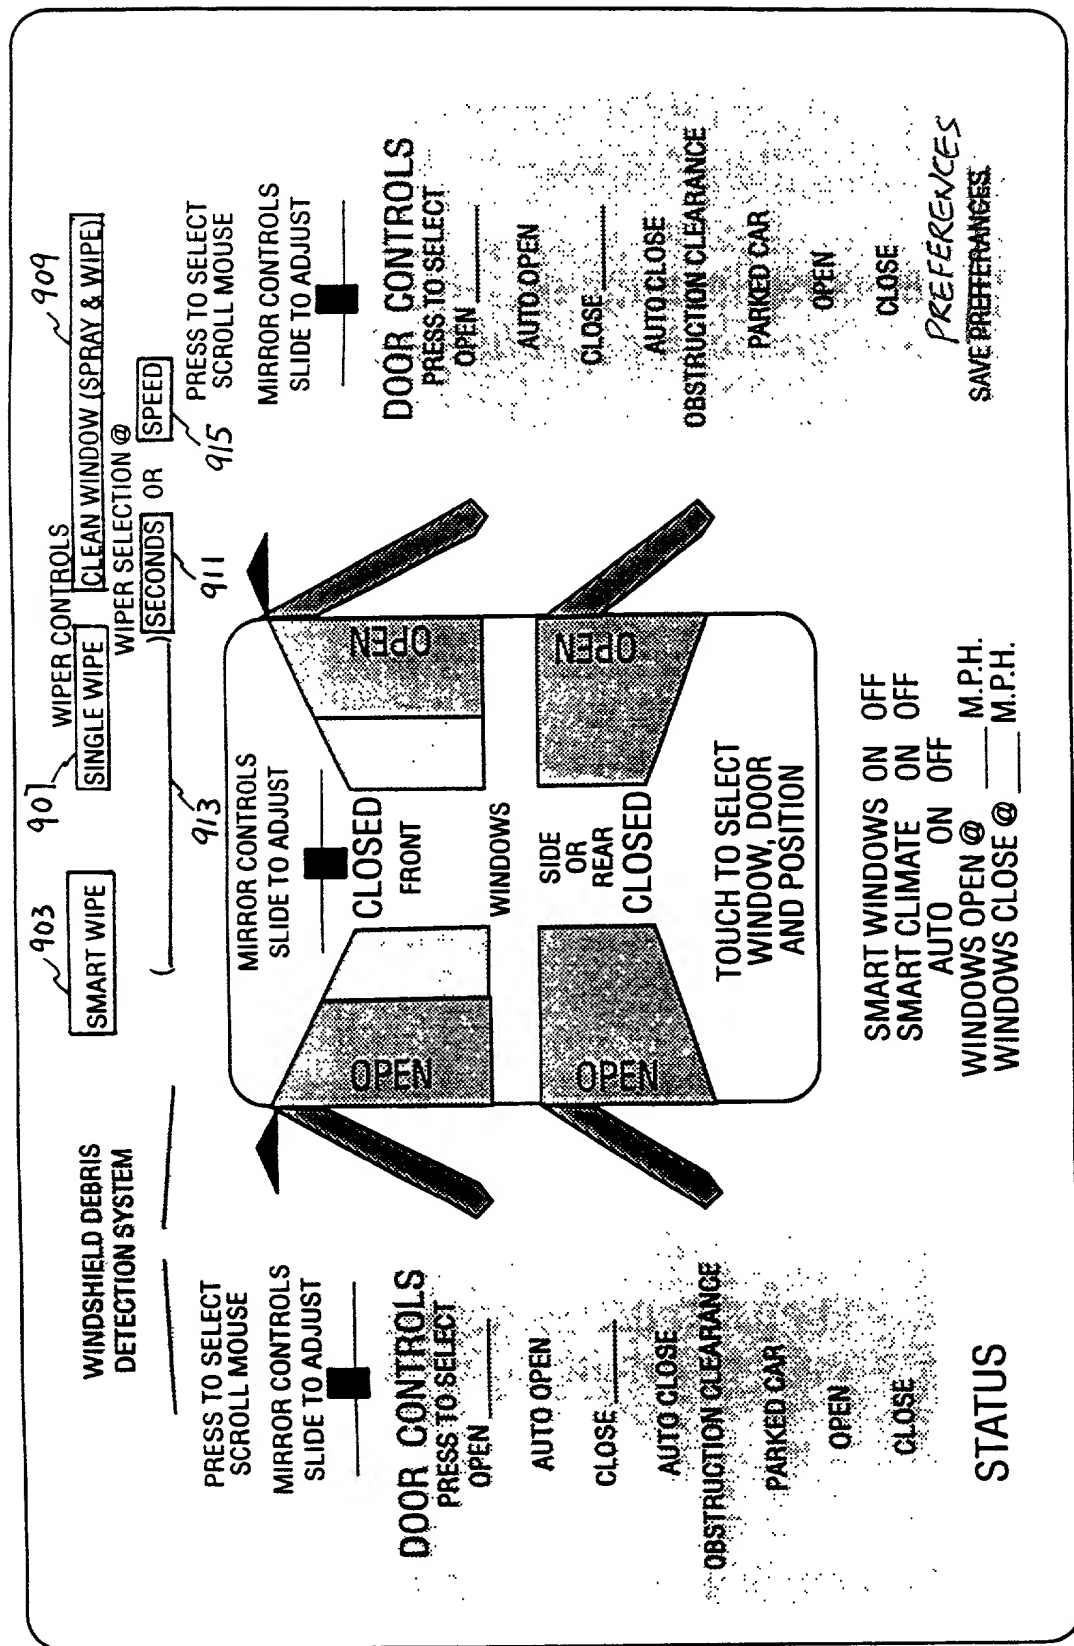 WINDSHIELD DEBRIS
DETECTION SYSTEM
903
SMART WIPE
907
WIPER CONTROLS
SINGLE WIPE
909
CLEAN WINDOW (SPRAY & WIPE)
WIPER SELECTION @
SECONDS OR SPEED
913
911
915
PRESS TO SELECT
SCROLL MOUSE
MIRROR CONTROLS
SLIDE TO ADJUST
DOOR CONTROLS
PRESS TO SELECT
OPEN
AUTO OPEN
CLOSE
AUTO CLOSE
OBSTRUCTION CLEARANCE
PARKED CAR
OPEN
CLOSE
STATUS
MIRROR CONTROLS
SLIDE TO ADJUST
CLOSED
FRONT
OPEN
OPEN
WINDOWS
SIDE
OR
REAR
CLOSED
OPEN
OPEN
TOUCH TO SELECT
WINDOW, DOOR
AND POSITION
SMART WINDOWS ON OFF
SMART CLIMATE ON OFF
AUTO ON OFF
WINDOWS OPEN @ ___ M.P.H.
WINDOWS CLOSE @ ___ M.P.H.
PRESS TO SELECT
SCROLL MOUSE
MIRROR CONTROLS
SLIDE TO ADJUST
DOOR CONTROLS
PRESS TO SELECT
OPEN
AUTO OPEN
CLOSE
AUTO CLOSE
OBSTRUCTION CLEARANCE
PARKED CAR
OPEN
CLOSE
PREFERENCES
SAVE PREFERANCES.